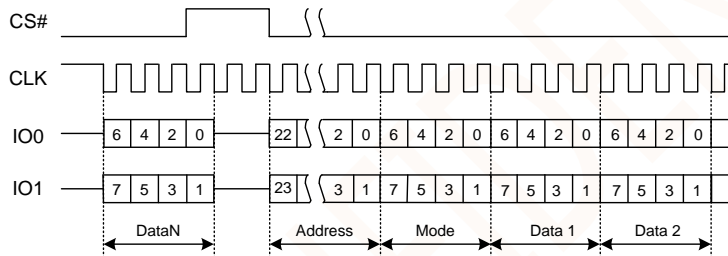 CS#
CLK
IO0 6 4 2 0 22 2 0 6 4 2 0 6 4 2 0 6 4 2 0
IO1 7 5 3 1 23 3 1 7 5 3 1 7 5 3 1 7 5 3 1
DataN Address Mode Data 1 Data 2